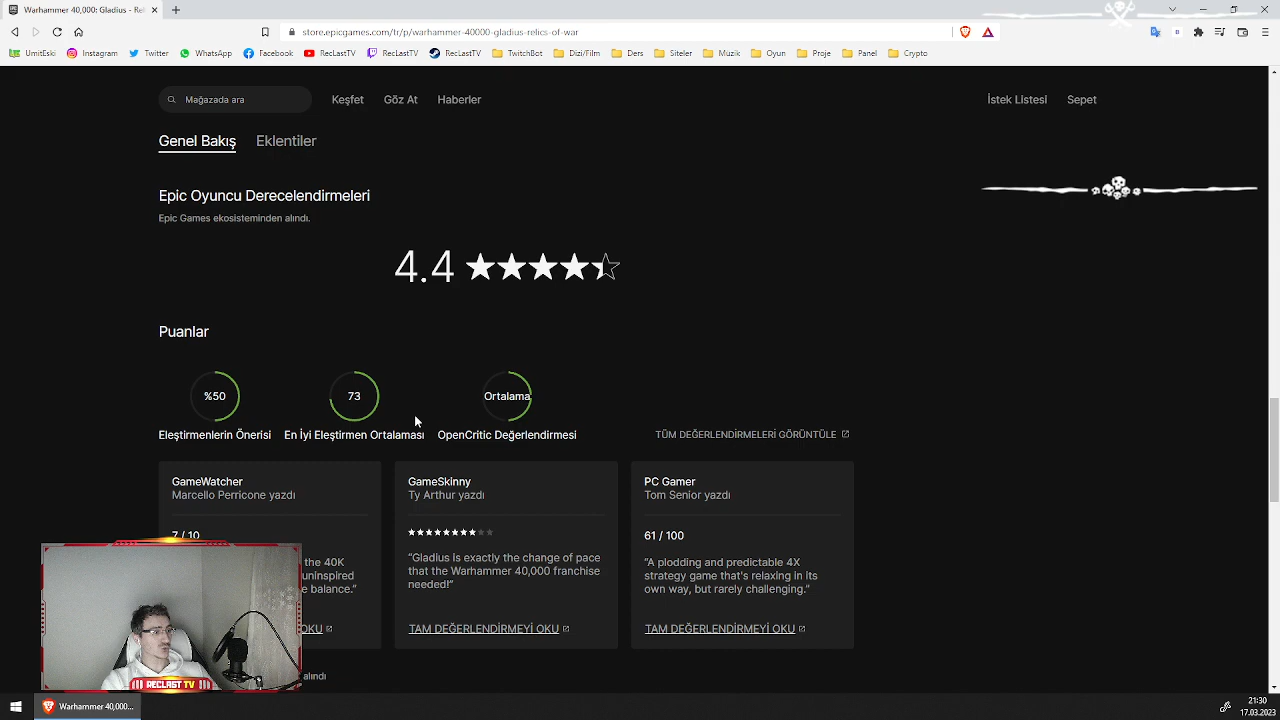 Warhammer 40,000: Gladius - Reli
store.epicgames.com/tr/p/warhammer-40000-gladius-relics-of-war
UmitEski
Instagram
Twitter
WhatsApp
Facebook
RecLastTV
RecLastTV
RecLastTV
TwitchBot
Dizi/Film
Ders
Siteler
Müzik
Oyun
Proje
Panel
Crypto
Mağazada ara
Keşfet
Göz At
Haberler
İstek Listesi
Sepet
Genel Bakış
Eklentiler
Epic Oyuncu Derecelendirmeleri
Epic Games ekosisteminden alındı.
4.4
Puanlar
%50
73
Ortalama
Eleştirmenlerin Önerisi
En İyi Eleştirmen Ortalaması
OpenCritic Değerlendirmesi
TÜM DEĞERLENDİRMELERİ GÖRÜNTÜLE
GameWatcher
Marcello Perricone yazdı
7 / 10
the 40K
uninspired
e balance.”
OKU
GameSkinny
Ty Arthur yazdı
“Gladius is exactly the change of pace
that the Warhammer 40,000 franchise
needed!”
TAM DEĞERLENDİRMEYİ OKU
PC Gamer
Tom Senior yazdı
61 / 100
“A plodding and predictable 4X
strategy game that's relaxing in its
own way, but rarely challenging.”
TAM DEĞERLENDİRMEYİ OKU
alındı
RECLAST TV
Warhammer 40,000...
21:30
17.03.2023